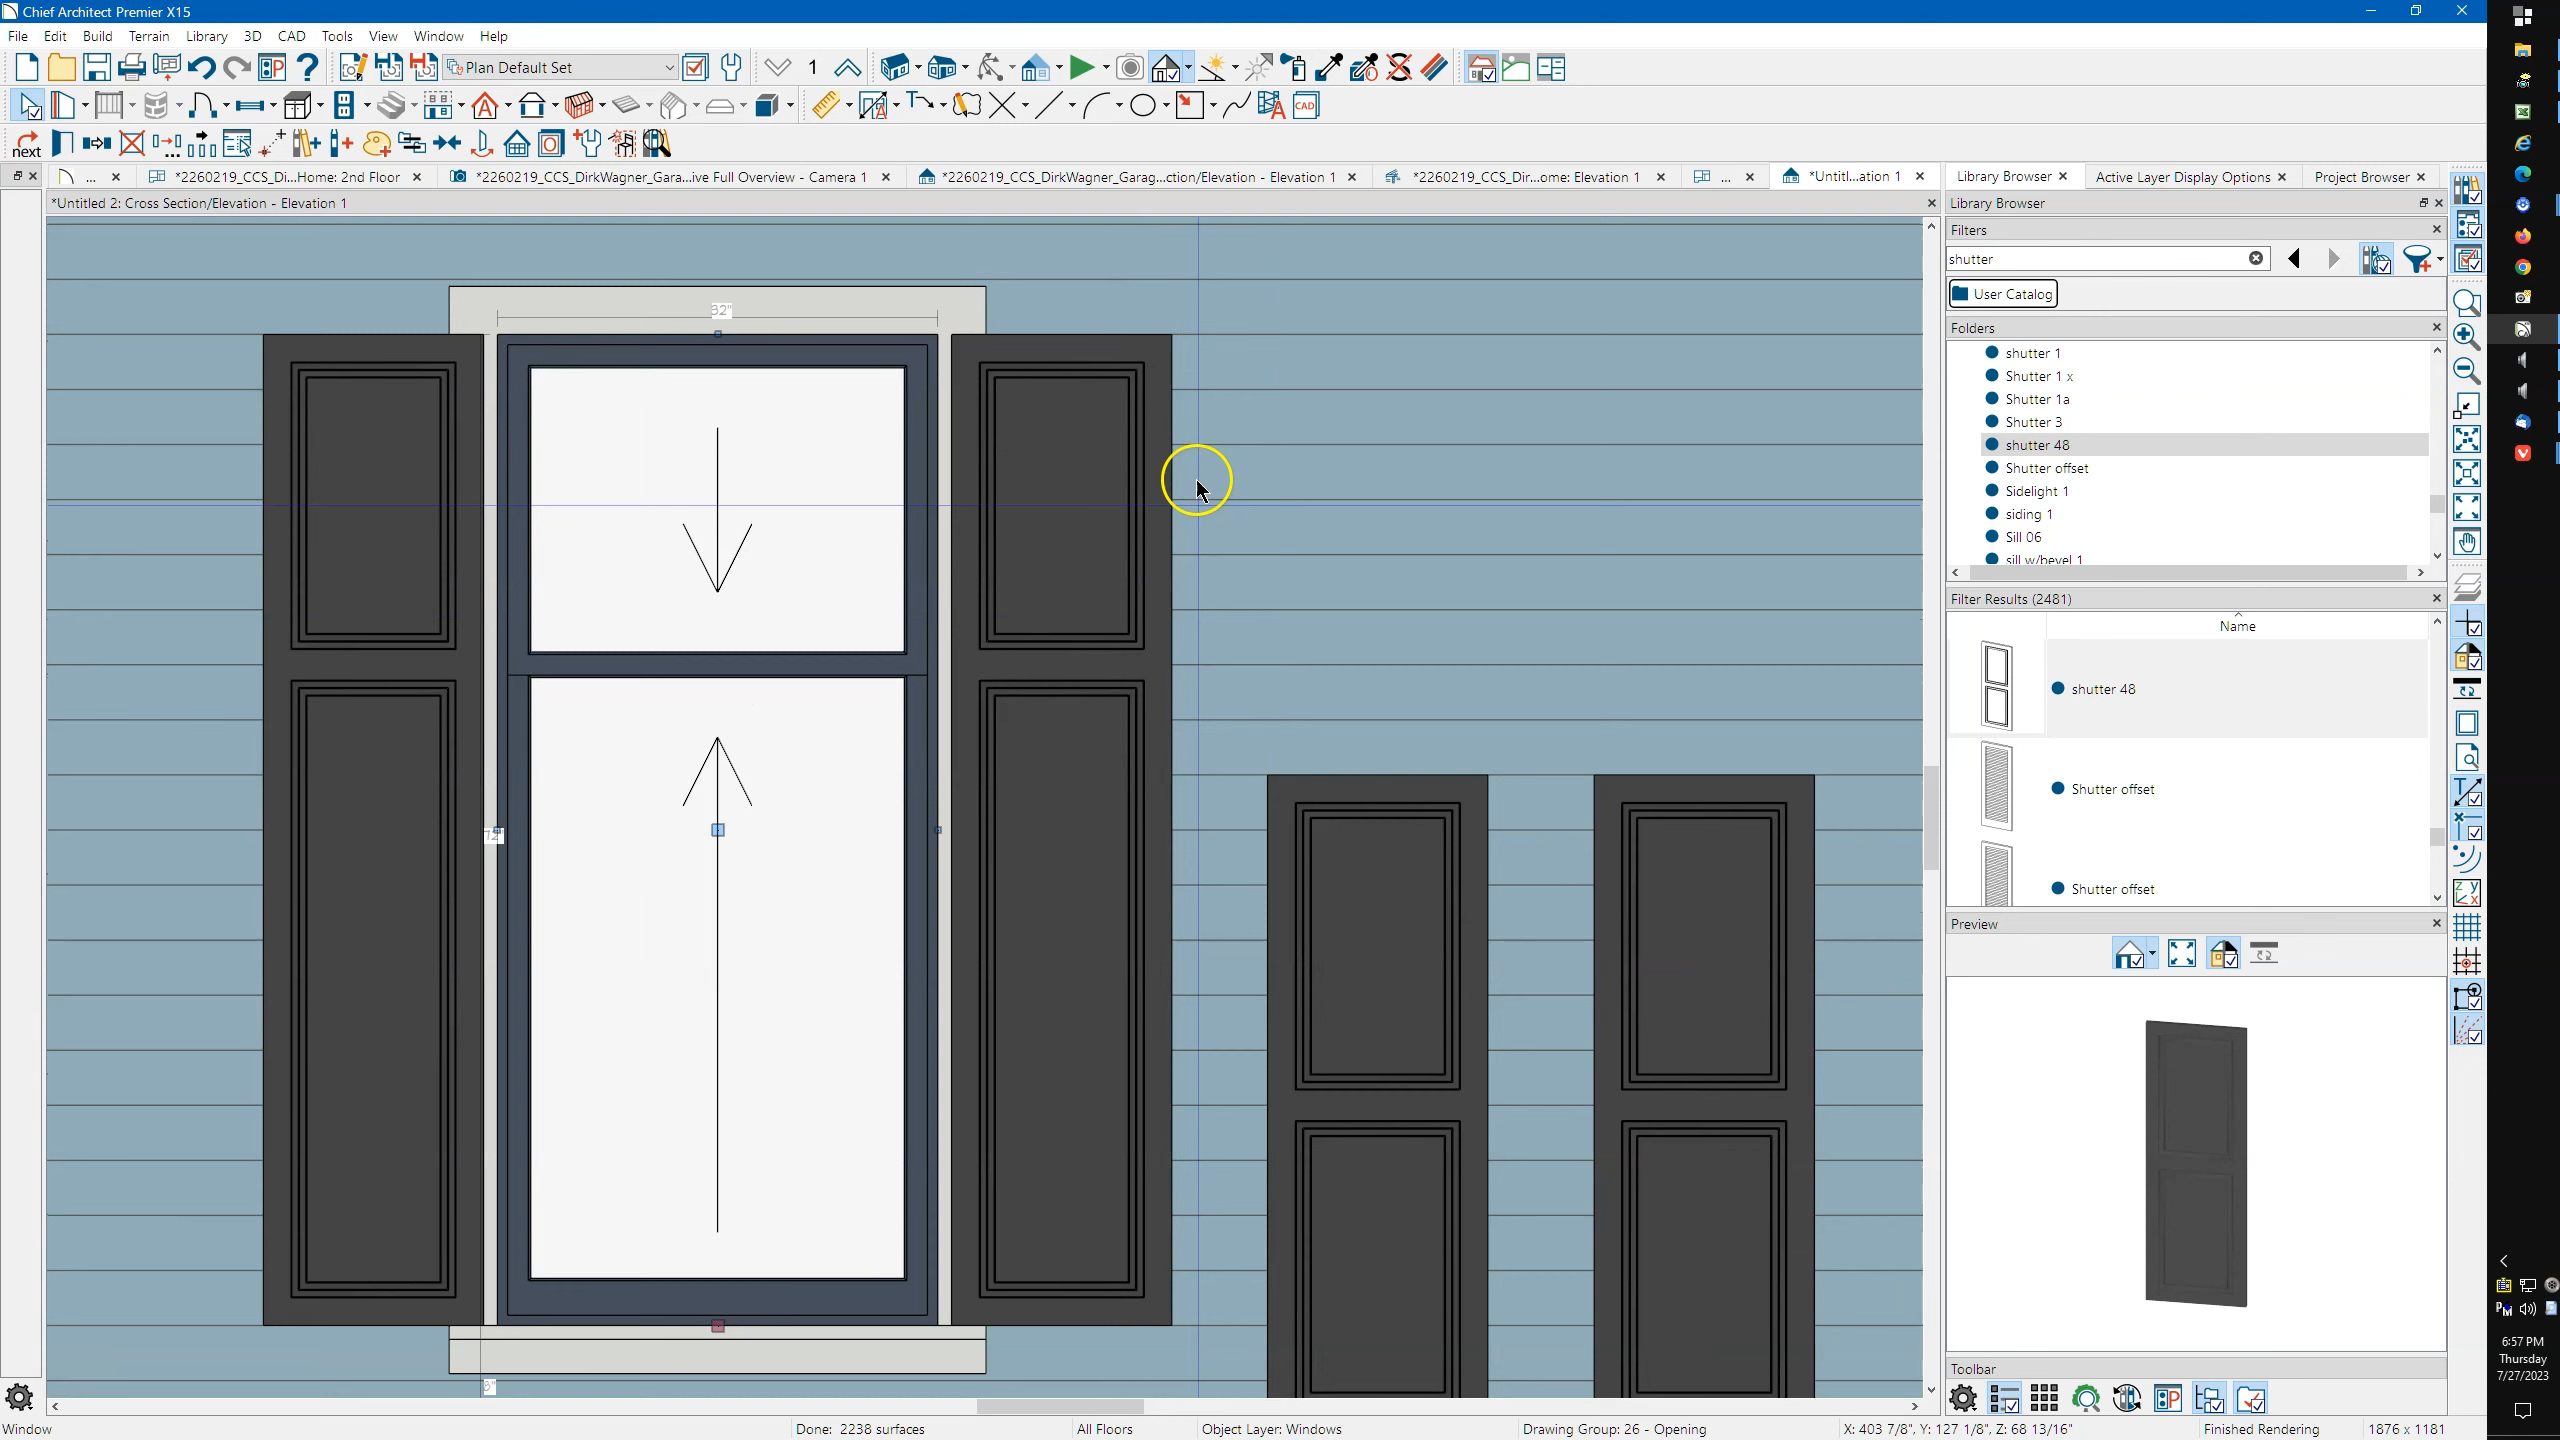 Chief Architect Premier X15
File Edit Build Terrain Library 3D CAD Tools View Window Help
Plan Default Set
1
next
... *2260219_CCS_Di...Home: 2nd Floor *2260219_CCS_DirkWagner_Gara...ive Full Overview - Camera 1 *2260219_CCS_DirkWagner_Garag...ction/Elevation - Elevation 1 *2260219_CCS_Dir...ome: Elevation 1 ... *Untitl...ation 1
Library Browser Active Layer Display Options Project Browser
*Untitled 2: Cross Section/Elevation - Elevation 1
Library Browser
Filters
shutter
User Catalog
Folders
shutter 1
Shutter 1 x
Shutter 1a
Shutter 3
shutter 48
Shutter offset
Sidelight 1
siding 1
Sill 06
sill w/bevel 1
Filter Results (2481)
Name
shutter 48
Shutter offset
Shutter offset
Preview
Toolbar
32"
CAD
6:57 PM
Thursday
7/27/2023
Window
Done: 2238 surfaces
All Floors
Object Layer: Windows
Drawing Group: 26 - Opening
X: 403 7/8", Y: 127 1/8", Z: 68 13/16"
Finished Rendering
1876 x 1181